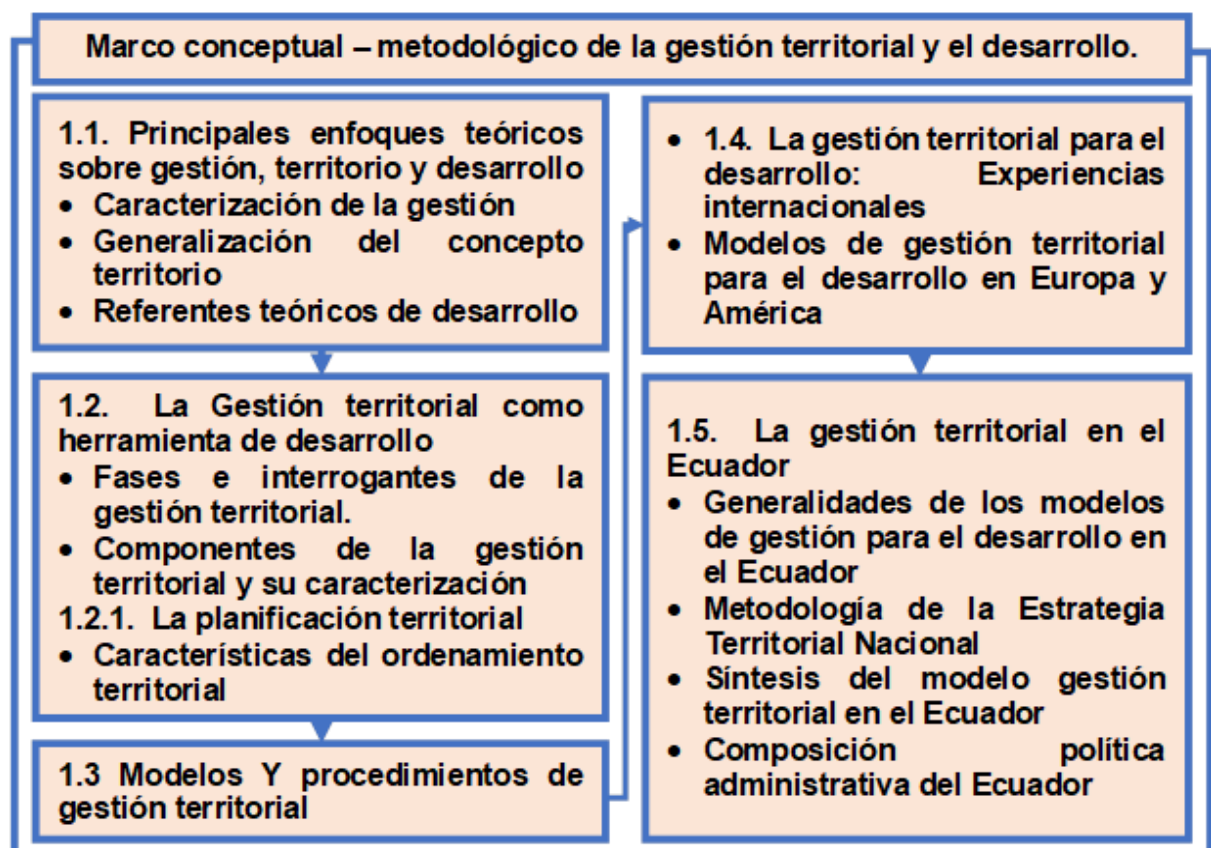 Marco conceptual – metodológico de la gestión territorial y el desarrollo.
1.1. Principales enfoques teóricos
sobre gestión, territorio y desarrollo
• Caracterización de la gestión
• Generalización del concepto
territorio
• Referentes teóricos de desarrollo
1.2. La Gestión territorial como
herramienta de desarrollo
• Fases e interrogantes de la
gestión territorial.
• Componentes de la gestión
territorial y su caracterización
1.2.1. La planificación territorial
• Características del ordenamiento
territorial
1.3 Modelos Y procedimientos de
gestión territorial
• 1.4. La gestión territorial para el
desarrollo: Experiencias
internacionales
• Modelos de gestión territorial
para el desarrollo en Europa y
América
1.5. La gestión territorial en el
Ecuador
• Generalidades de los modelos
de gestión para el desarrollo en
el Ecuador
• Metodología de la Estrategia
Territorial Nacional
• Síntesis del modelo gestión
territorial en el Ecuador
• Composición política
administrativa del Ecuador